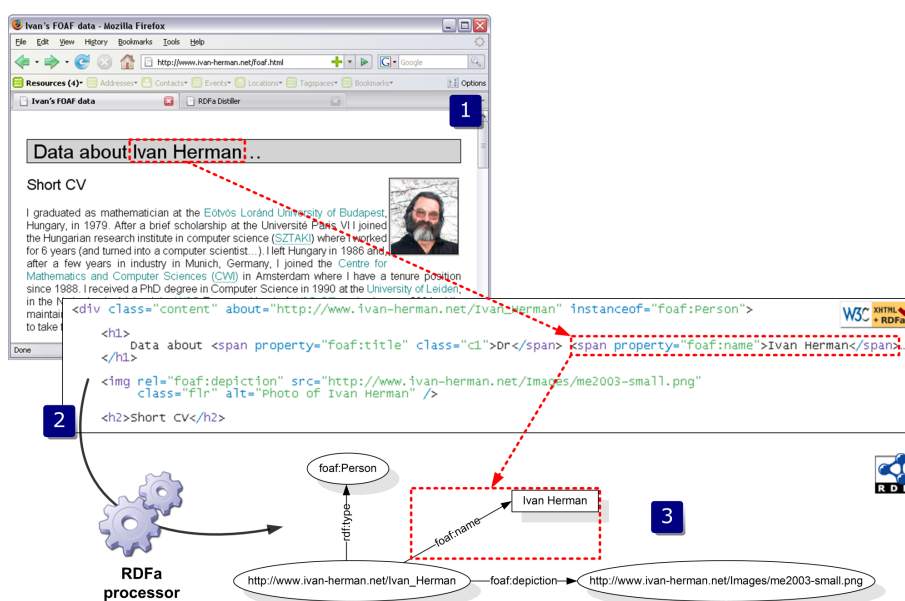 Ivan's FOAF data - Mozilla Firefox
File Edit View History Bookmarks Tools Help
http://www.ivan-herman.net/foaf.html
Google
Resources (4) Addresses Contacts Events Locations Tagspaces Bookmarks Options
Ivan's FOAF data RDFa Distiller
1
Data about Ivan Herman...
Short CV
I graduated as mathematician at the Eötvös Loránd University of Budapest,
Hungary, in 1979. After a brief scholarship at the Université Paris VI I joined
the Hungarian research institute in computer science (SZTAKI) where I worked
for 6 years (and turned into a computer scientist...). I left Hungary in 1986 and,
after a few years in industry in Munich, Germany, I joined the Centre for
Mathematics and Computer Sciences (CWI) in Amsterdam where I have a tenure position
since 1988. I received a PhD degree in Computer Science in 1990 at the University of Leiden,
in the N
maintain
to take t
Done
<div class="content" about="http://www.ivan-herman.net/Ivan_Herman" instanceof="foaf:Person">
W3C XHTML + RDFa
<h1>
Data about <span property="foaf:title" class="c1">Dr</span> <span property="foaf:name">Ivan Herman</span>…
</h1>
<img rel="foaf:depiction" src="http://www.ivan-herman.net/Images/me2003-small.png"
class="flr" alt="Photo of Ivan Herman" />
<h2>Short CV</h2>
2
foaf:Person
RD
Ivan Herman
3
rdf:type
foaf:name
RDFa
processor
http://www.ivan-herman.net/Ivan_Herman
foaf:depiction
http://www.ivan-herman.net/Images/me2003-small.png